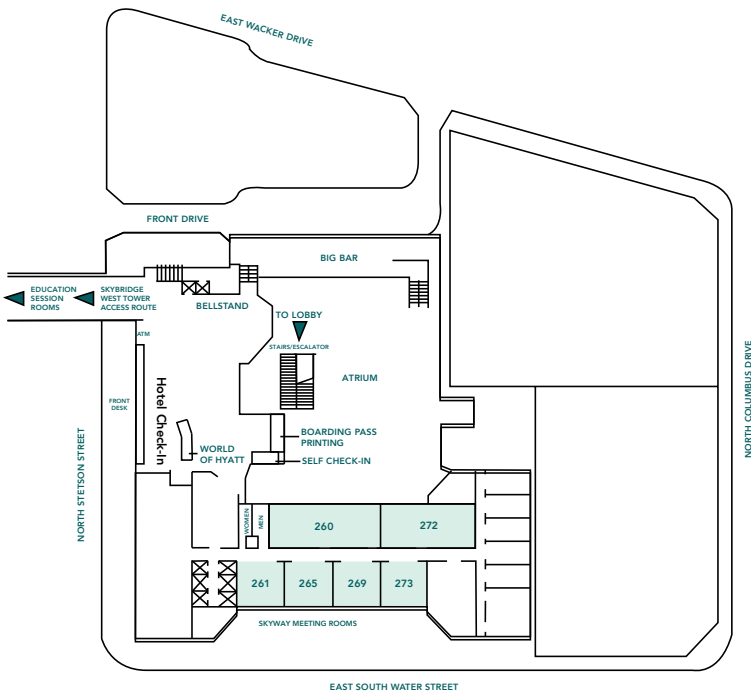 EAST WACKER DRIVE
FRONT DRIVE
BIG BAR
EDUCATION
SESSION
ROOMS
SKYBRIDGE
WEST TOWER
ACCESS ROUTE
BELLSTAND
TO LOBBY
ATM
STAIRS/ESCALATOR
ATRIUM
NORTH COLUMBUS DRIVE
FRONT
DESK
Hotel Check-In
NORTH STETSON STREET
BOARDING PASS
PRINTING
WORLD
OF HYATT
SELF CHECK-IN
WOMEN
MEN
260
272
261
265
269
273
SKYWAY MEETING ROOMS
EAST SOUTH WATER STREET